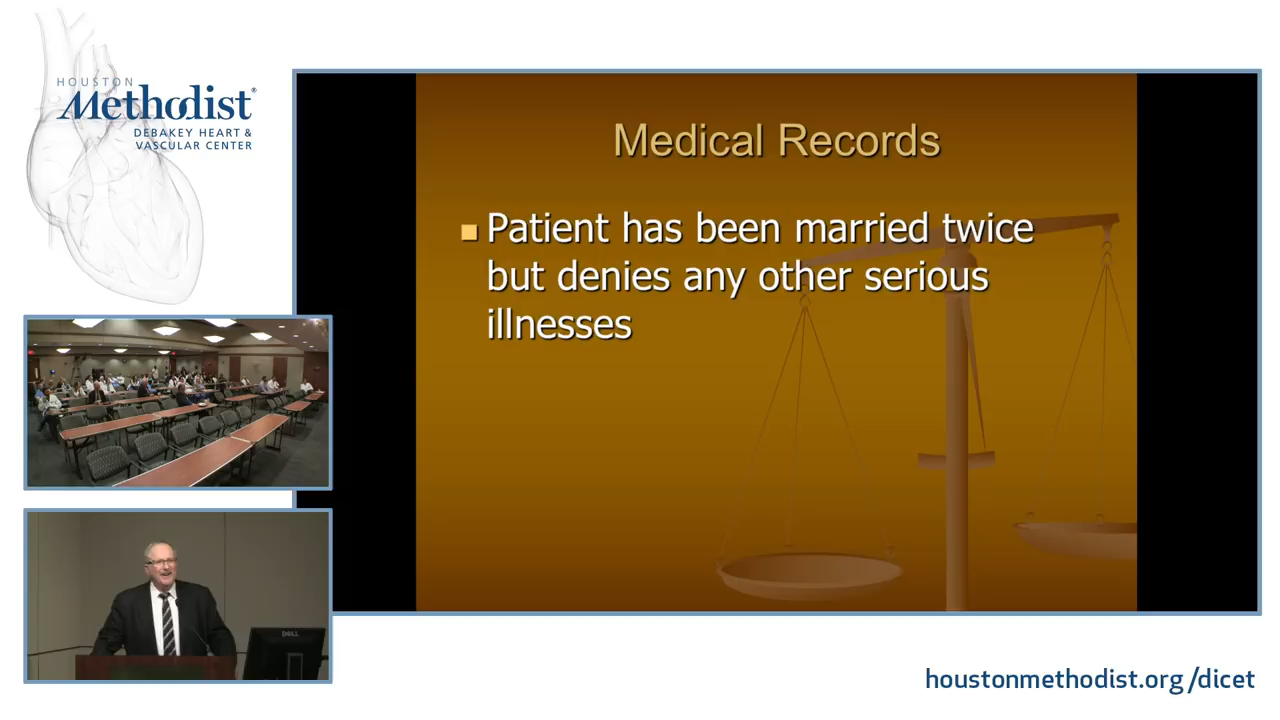 HOUSTON
Methodist®
DEBAKEY HEART &
VASCULAR CENTER
Medical Records
Patient has been married twice
but denies any other serious
illnesses
DELL
houstonmethodist.org/dicet